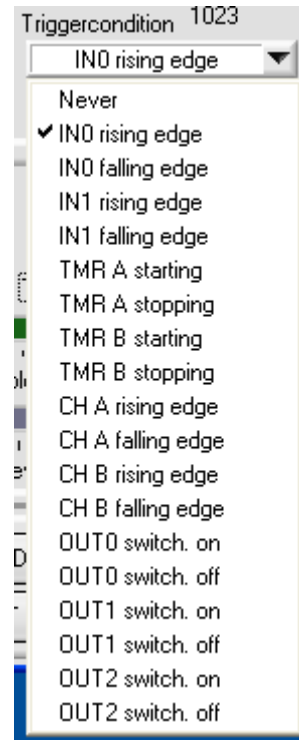 Triggercondition 1023
IN0 rising edge
Never
IN0 rising edge
IN0 falling edge
IN1 rising edge
IN1 falling edge
TMR A starting
TMR A stopping
TMR B starting
TMR B stopping
CH A rising edge
CH A falling edge
CH B rising edge
CH B falling edge
OUT0 switch. on
OUT0 switch. off
OUT1 switch. on
OUT1 switch. off
OUT2 switch. on
OUT2 switch. off